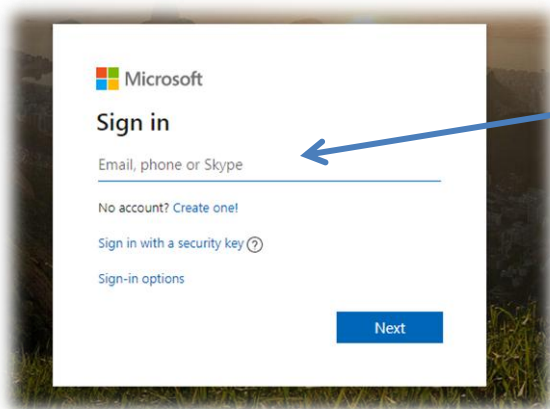 Microsoft
Sign in
Email, phone or Skype
No account? Create one!
Sign in with a security key ?
Sign-in options
Next